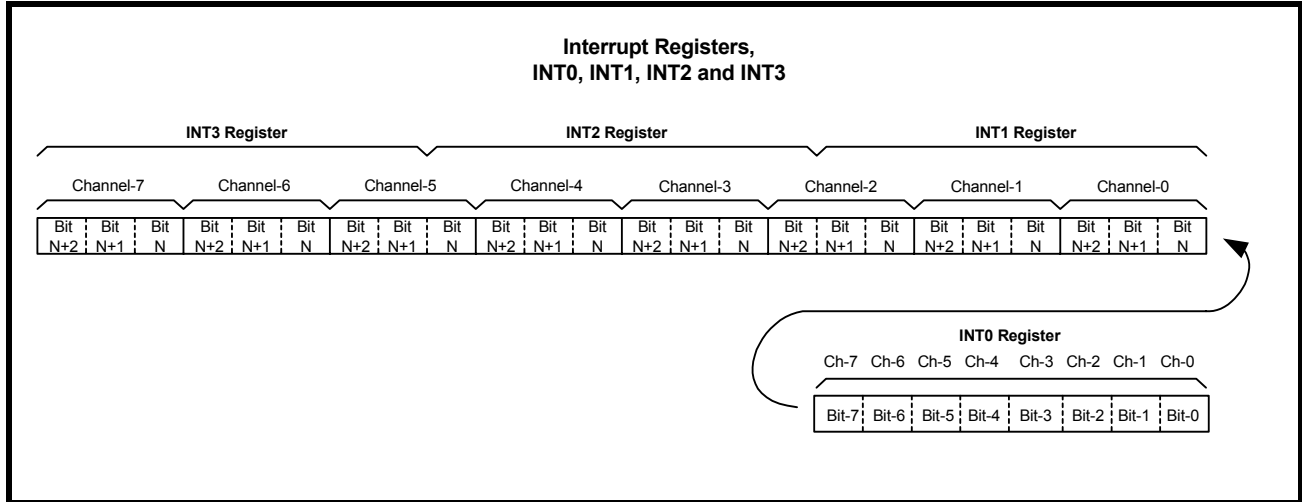 Interrupt Registers,
INT0, INT1, INT2 and INT3
INT3 Register INT2 Register INT1 Register
Channel-7 Channel-6 Channel-5 Channel-4 Channel-3 Channel-2 Channel-1 Channel-0
Bit Bit Bit Bit Bit Bit Bit Bit Bit Bit Bit Bit Bit Bit Bit Bit Bit Bit Bit Bit Bit Bit Bit Bit
N+2 N+1 N N+2 N+1 N N+2 N+1 N N+2 N+1 N N+2 N+1 N N+2 N+1 N N+2 N+1 N N+2 N+1 N
INT0 Register
Ch-7 Ch-6 Ch-5 Ch-4 Ch-3 Ch-2 Ch-1 Ch-0
Bit-7 Bit-6 Bit-5 Bit-4 Bit-3 Bit-2 Bit-1 Bit-0